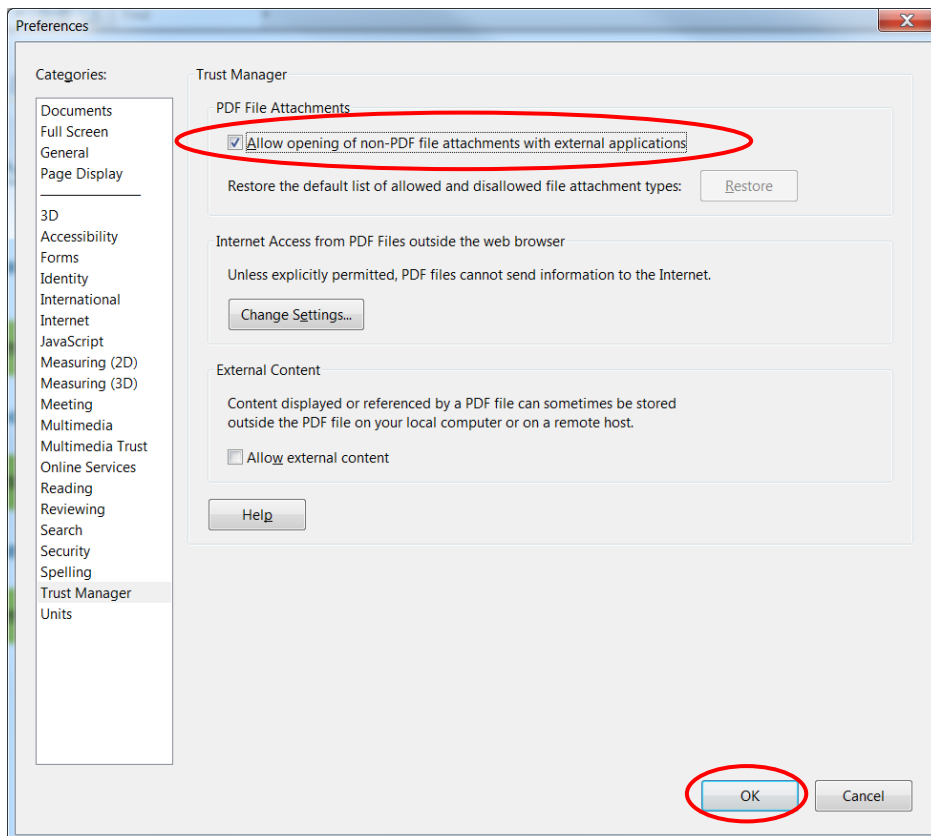 Preferences
Categories:
Documents
Full Screen
General
Page Display
3D
Accessibility
Forms
Identity
International
Internet
JavaScript
Measuring (2D)
Measuring (3D)
Meeting
Multimedia
Multimedia Trust
Online Services
Reading
Reviewing
Search
Security
Spelling
Trust Manager
Units
Trust Manager
PDF File Attachments
Allow opening of non-PDF file attachments with external applications
Restore the default list of allowed and disallowed file attachment types: Restore
Internet Access from PDF Files outside the web browser
Unless explicitly permitted, PDF files cannot send information to the Internet.
Change Settings...
External Content
Content displayed or referenced by a PDF file can sometimes be stored
outside the PDF file on your local computer or on a remote host.
Allow external content
Help
OK Cancel